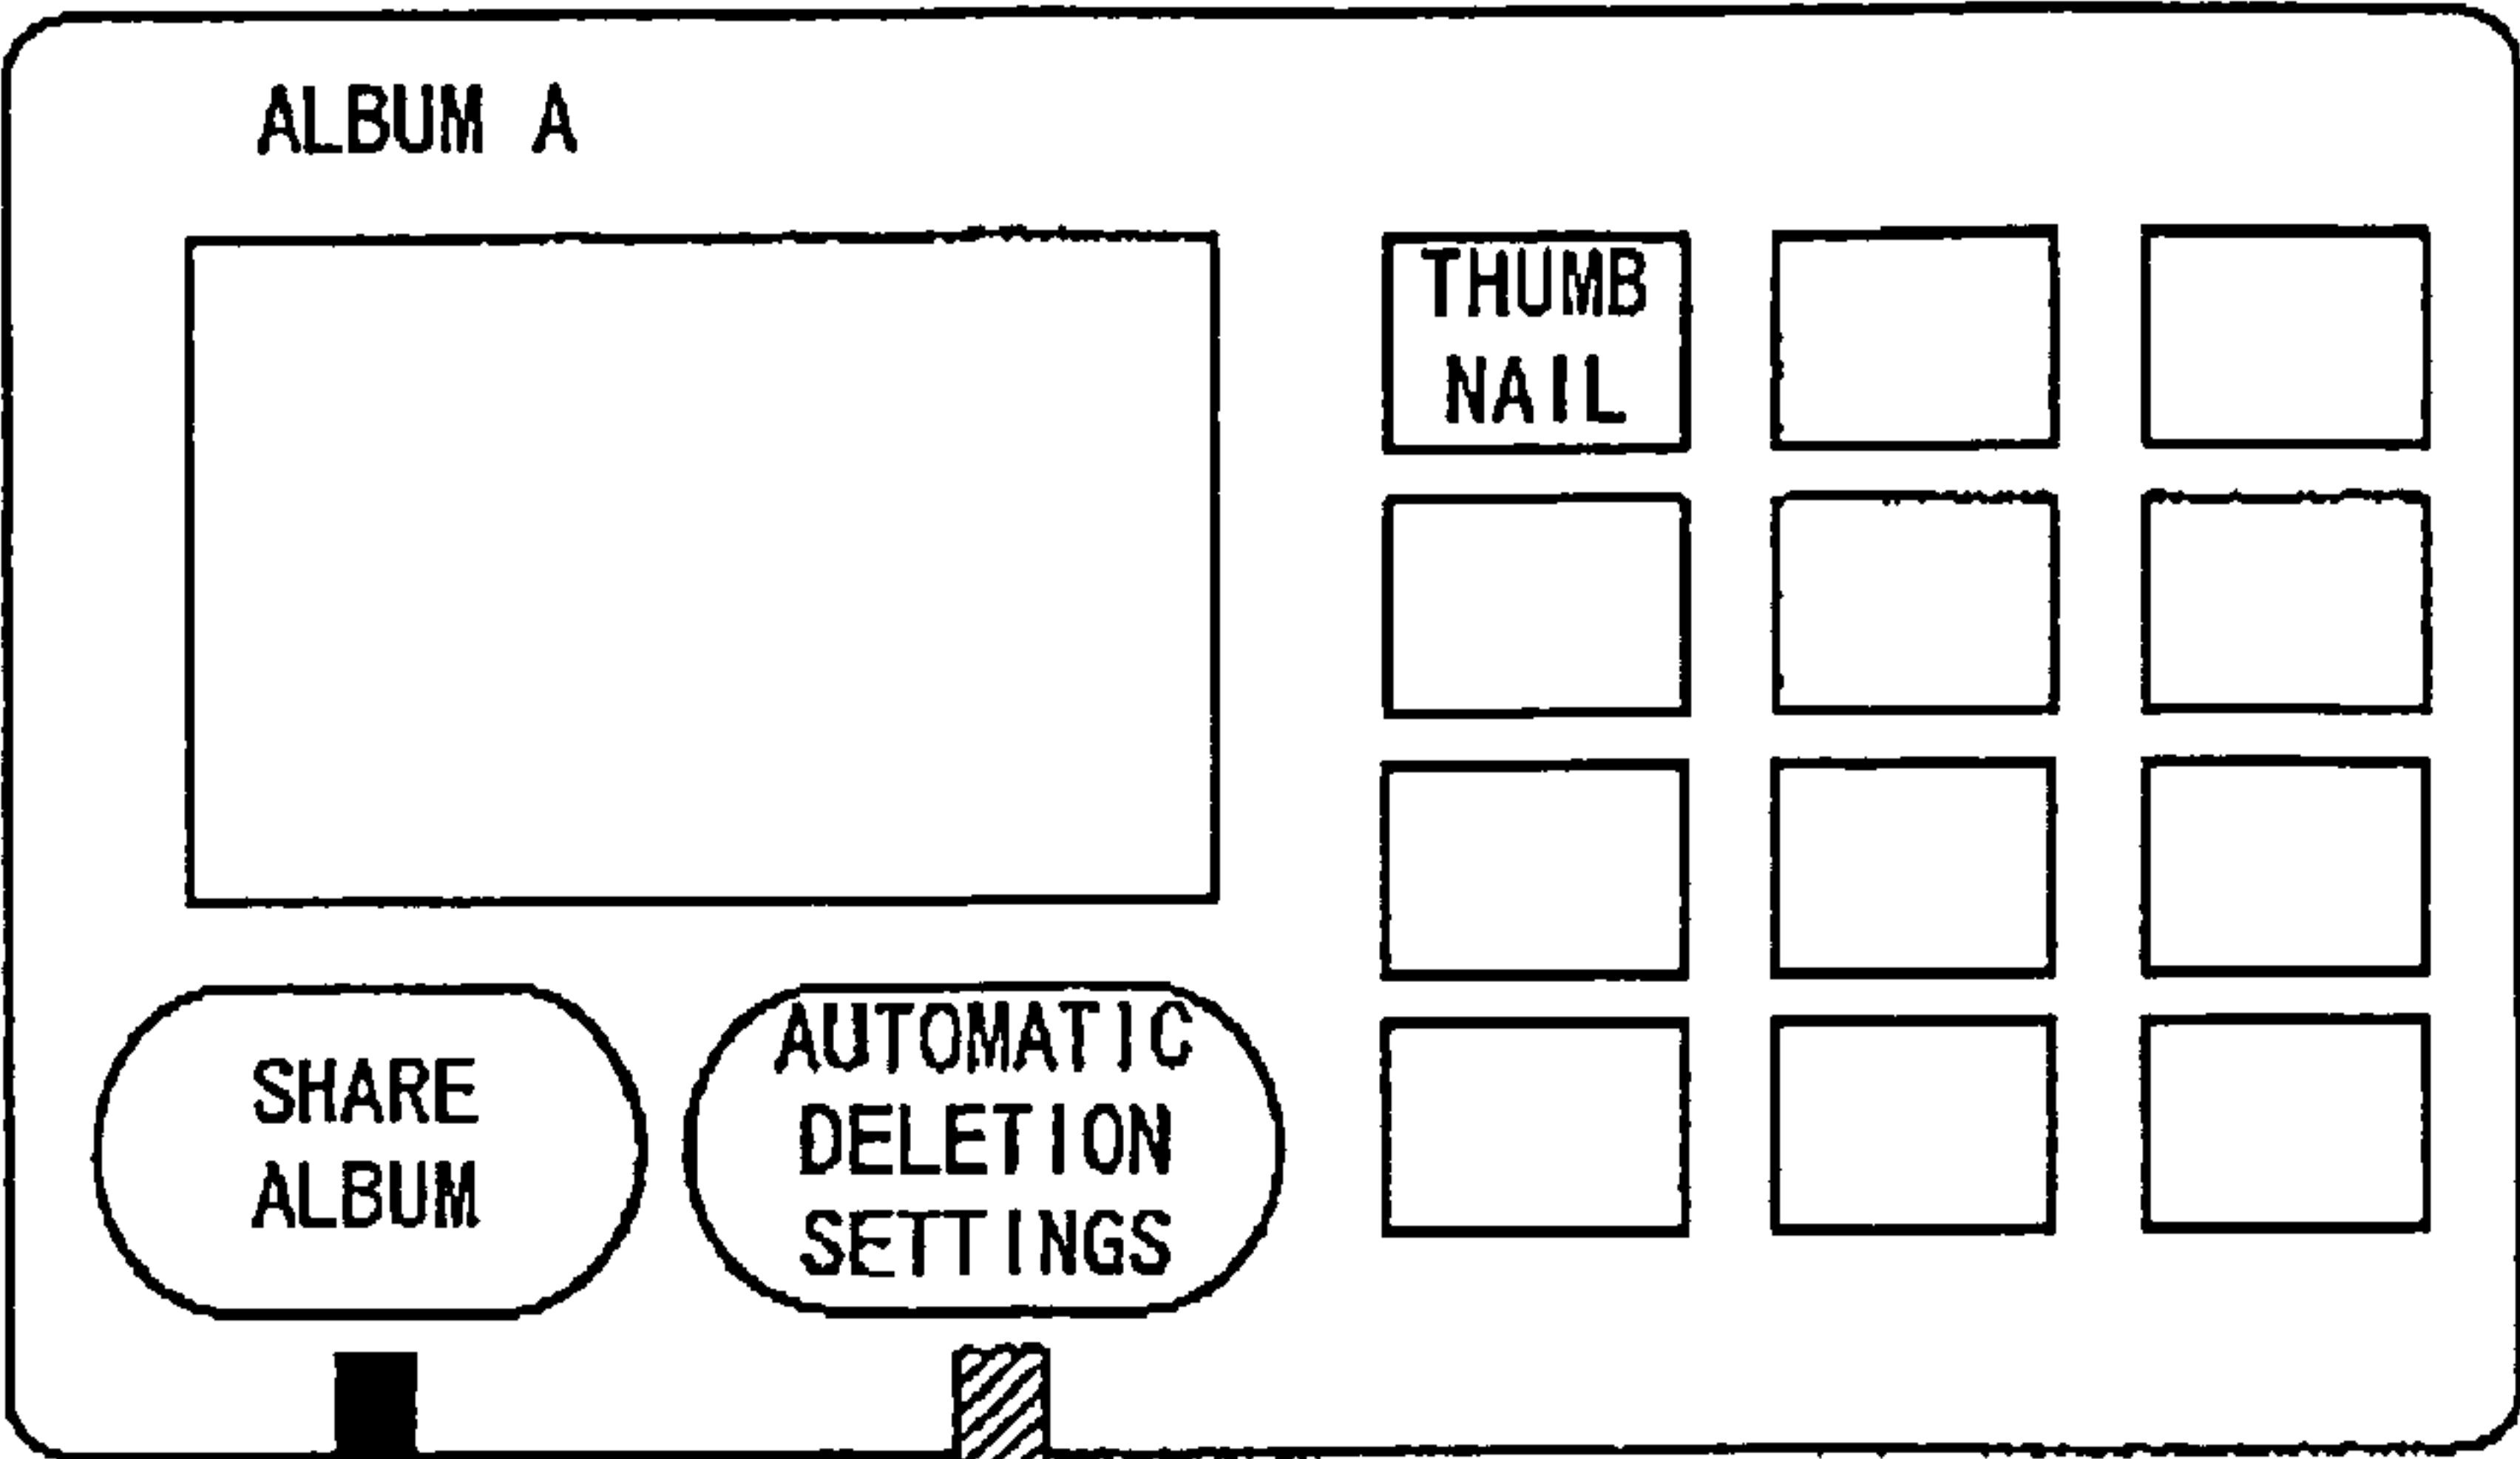 ALBUM A
THUMB
NAIL
SHARE
ALBUM
AUTOMATIC
DELETION
SETTINGS